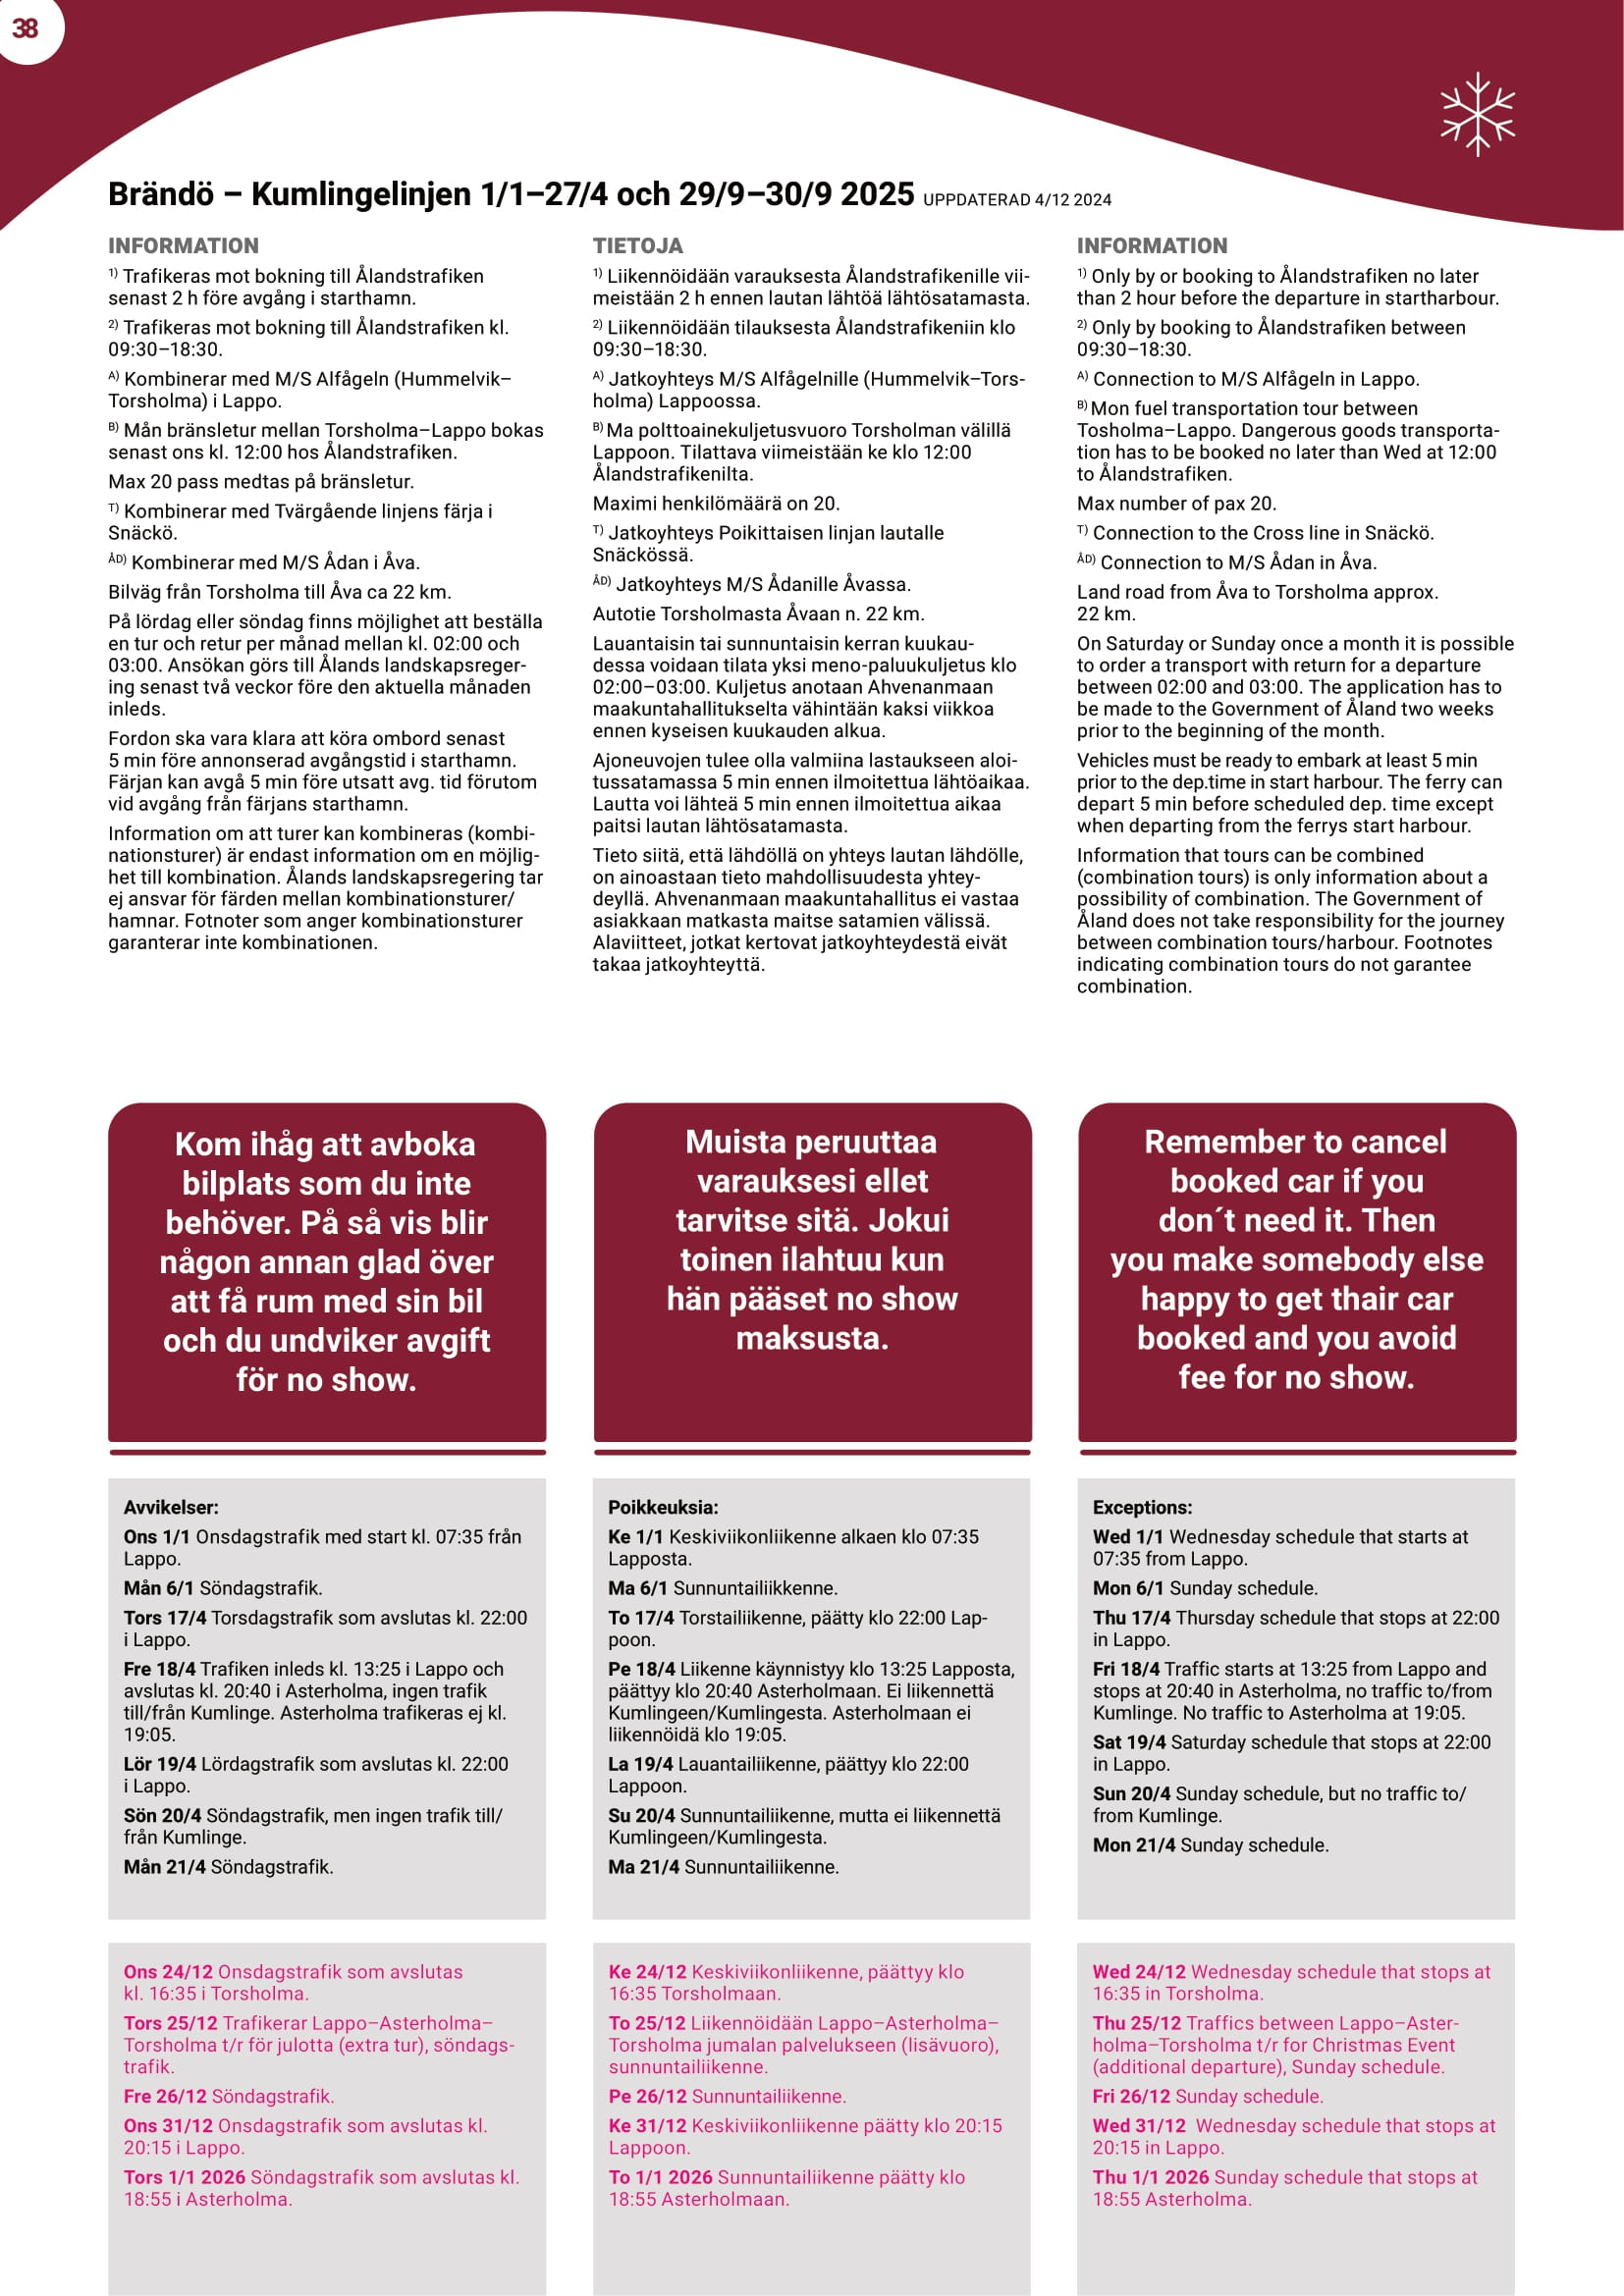 38
Brändö – Kumlingelinjen 1/1–27/4 och 29/9–30/9 2025 UPPDATERAD 4/12 2024
INFORMATION
1) Trafikeras mot bokning till Ålandstrafiken
senast 2 h före avgång i starthamn.
2) Trafikeras mot bokning till Ålandstrafiken kl.
09:30–18:30.
A) Kombinerar med M/S Alfågeln (Hummelvik–
Torsholma) i Lappo.
B) Mån bränsletur mellan Torsholma–Lappo bokas
senast ons kl. 12:00 hos Ålandstrafiken.
Max 20 pass medtas på bränsletur.
T) Kombinerar med Tvärgående linjens färja i
Snäckö.
ÅD) Kombinerar med M/S Ådan i Åva.
Bilväg från Torsholma till Åva ca 22 km.
På lördag eller söndag finns möjlighet att beställa
en tur och retur per månad mellan kl. 02:00 och
03:00. Ansökan görs till Ålands landskapsreger-
ing senast två veckor före den aktuella månaden
inleds.
Fordon ska vara klara att köra ombord senast
5 min före annonserad avgångstid i starthamn.
Färjan kan avgå 5 min före utsatt avg. tid förutom
vid avgång från färjans starthamn.
Information om att turer kan kombineras (kombi-
nationsturer) är endast information om en möjlig-
het till kombination. Ålands landskapsregering tar
ej ansvar för färden mellan kombinationsturer/
hamnar. Fotnoter som anger kombinationsturer
garanterar inte kombinationen.
TIETOJA
1) Liikennöidään varauksesta Ålandstrafikenille vii-
meistään 2 h ennen lautan lähtöä lähtösatamasta.
2) Liikennöidään tilauksesta Ålandstrafikeniin klo
09:30–18:30.
A) Jatkoyhteys M/S Alfågelnille (Hummelvik–Tors-
holma) Lappoossa.
B) Ma polttoainekuljetusvuoro Torsholman välillä
Lappoon. Tilattava viimeistään ke klo 12:00
Ålandstrafikenilta.
Maximi henkilömäärä on 20.
T) Jatkoyhteys Poikittaisen linjan lautalle
Snäckössä.
ÅD) Jatkoyhteys M/S Ådanille Åvassa.
Autotie Torsholmasta Åvaan n. 22 km.
Lauantaisin tai sunnuntaisin kerran kuukau-
dessa voidaan tilata yksi meno-paluukuljetus klo
02:00–03:00. Kuljetus anotaan Ahvenanmaan
maakuntahallitukselta vähintään kaksi viikkoa
ennen kyseisen kuukauden alkua.
Ajoneuvojen tulee olla valmiina lastaukseen aloi-
tussatamassa 5 min ennen ilmoitettua lähtöaikaa.
Lautta voi lähteä 5 min ennen ilmoitettua aikaa
paitsi lautan lähtösatamasta.
Tieto siitä, että lähdöllä on yhteys lautan lähdölle,
on ainoastaan tieto mahdollisuudesta yhtey-
deyllä. Ahvenanmaan maakuntahallitus ei vastaa
asiakkaan matkasta maitse satamien välissä.
Alaviitteet, jotkat kertovat jatkoyhteydestä eivät
takaa jatkoyhteyttä.
INFORMATION
1) Only by or booking to Ålandstrafiken no later
than 2 hour before the departure in startharbour.
2) Only by booking to Ålandstrafiken between
09:30–18:30.
A) Connection to M/S Alfågeln in Lappo.
B) Mon fuel transportation tour between
Tosholma–Lappo. Dangerous goods transporta-
tion has to be booked no later than Wed at 12:00
to Ålandstrafiken.
Max number of pax 20.
T) Connection to the Cross line in Snäckö.
ÅD) Connection to M/S Ådan in Åva.
Land road from Åva to Torsholma approx.
22 km.
On Saturday or Sunday once a month it is possible
to order a transport with return for a departure
between 02:00 and 03:00. The application has to
be made to the Government of Åland two weeks
prior to the beginning of the month.
Vehicles must be ready to embark at least 5 min
prior to the dep.time in start harbour. The ferry can
depart 5 min before scheduled dep. time except
when departing from the ferrys start harbour.
Information that tours can be combined
(combination tours) is only information about a
possibility of combination. The Government of
Åland does not take responsibility for the journey
between combination tours/harbour. Footnotes
indicating combination tours do not garantee
combination.
Kom ihåg att avboka
bilplats som du inte
behöver. På så vis blir
någon annan glad över
att få rum med sin bil
och du undviker avgift
för no show.
Muista peruuttaa
varauksesi ellet
tarvitse sitä. Jokui
toinen ilahtuu kun
hän pääset no show
maksusta.
Remember to cancel
booked car if you
don´t need it. Then
you make somebody else
happy to get thair car
booked and you avoid
fee for no show.
Avvikelser:
Ons 1/1 Onsdagstrafik med start kl. 07:35 från
Lappo.
Mån 6/1 Söndagstrafik.
Tors 17/4 Torsdagstrafik som avslutas kl. 22:00
i Lappo.
Fre 18/4 Trafiken inleds kl. 13:25 i Lappo och
avslutas kl. 20:40 i Asterholma, ingen trafik
till/från Kumlinge. Asterholma trafikeras ej kl.
19:05.
Lör 19/4 Lördagstrafik som avslutas kl. 22:00
i Lappo.
Sön 20/4 Söndagstrafik, men ingen trafik till/
från Kumlinge.
Mån 21/4 Söndagstrafik.
Poikkeuksia:
Ke 1/1 Keskiviikonliikenne alkaen klo 07:35
Lapposta.
Ma 6/1 Sunnuntailiikkenne.
To 17/4 Torstailiikenne, päätty klo 22:00 Lap-
poon.
Pe 18/4 Liikenne käynnistyy klo 13:25 Lapposta,
päättyy klo 20:40 Asterholmaan. Ei liikennettä
Kumlingeen/Kumlingesta. Asterholmaan ei
liikennöidä klo 19:05.
La 19/4 Lauantailiikenne, päättyy klo 22:00
Lappoon.
Su 20/4 Sunnuntailiikenne, mutta ei liikennettä
Kumlingeen/Kumlingesta.
Ma 21/4 Sunnuntailiikenne.
Exceptions:
Wed 1/1 Wednesday schedule that starts at
07:35 from Lappo.
Mon 6/1 Sunday schedule.
Thu 17/4 Thursday schedule that stops at 22:00
in Lappo.
Fri 18/4 Traffic starts at 13:25 from Lappo and
stops at 20:40 in Asterholma, no traffic to/from
Kumlinge. No traffic to Asterholma at 19:05.
Sat 19/4 Saturday schedule that stops at 22:00
in Lappo.
Sun 20/4 Sunday schedule, but no traffic to/
from Kumlinge.
Mon 21/4 Sunday schedule.
Ons 24/12 Onsdagstrafik som avslutas
kl. 16:35 i Torsholma.
Tors 25/12 Trafikerar Lappo–Asterholma–
Torsholma t/r för julotta (extra tur), söndags-
trafik.
Fre 26/12 Söndagstrafik.
Ons 31/12 Onsdagstrafik som avslutas kl.
20:15 i Lappo.
Tors 1/1 2026 Söndagstrafik som avslutas kl.
18:55 i Asterholma.
Ke 24/12 Keskiviikonliikenne, päättyy klo
16:35 Torsholmaan.
To 25/12 Liikennöidään Lappo–Asterholma–
Torsholma jumalan palvelukseen (lisävuoro),
sunnuntailiikenne.
Pe 26/12 Sunnuntailiikenne.
Ke 31/12 Keskiviikonliikenne päätty klo 20:15
Lappoon.
To 1/1 2026 Sunnuntailiikenne päätty klo
18:55 Asterholmaan.
Wed 24/12 Wednesday schedule that stops at
16:35 in Torsholma.
Thu 25/12 Traffics between Lappo–Aster-
holma–Torsholma t/r for Christmas Event
(additional departure), Sunday schedule.
Fri 26/12 Sunday schedule.
Wed 31/12 Wednesday schedule that stops at
20:15 in Lappo.
Thu 1/1 2026 Sunday schedule that stops at
18:55 Asterholma.